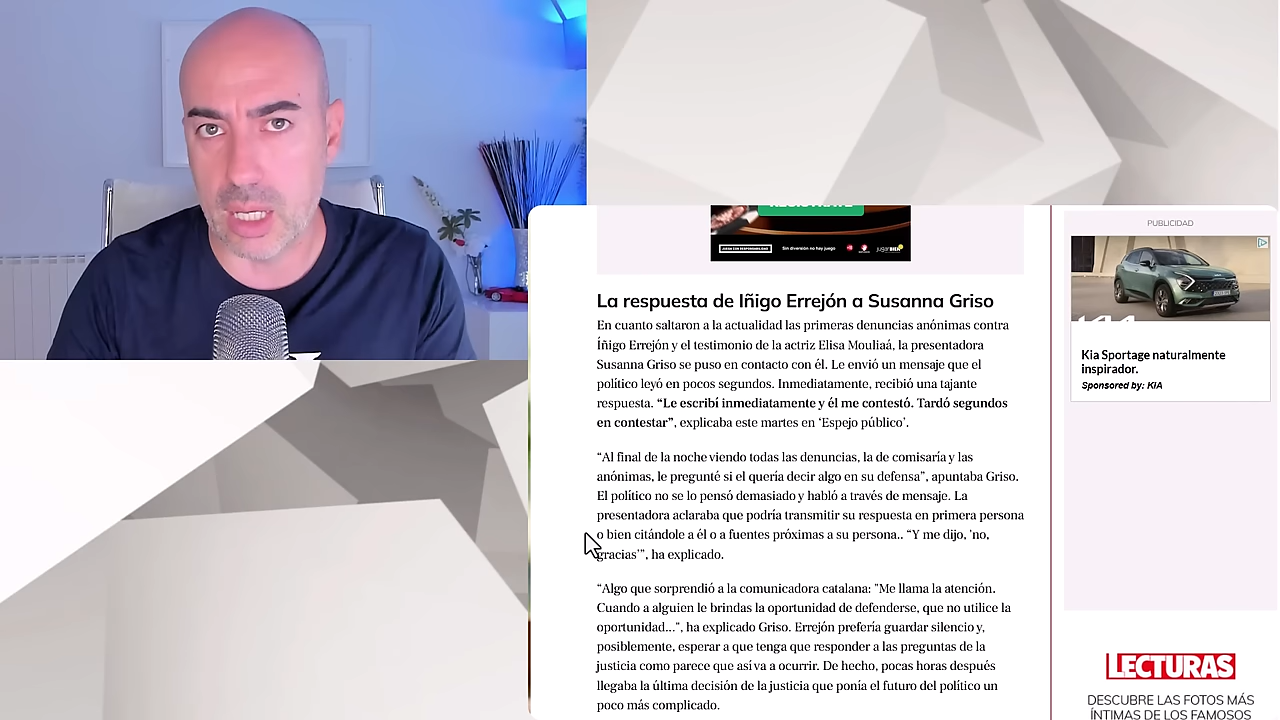 JUEGA CON RESPONSABILIDAD
Sin diversión no hay juego
jugarBIEN
La respuesta de Iñigo Errejón a Susanna Griso
En cuanto saltaron a la actualidad las primeras denuncias anónimas contra
Íñigo Errejón y el testimonio de la actriz Elisa Mouliaá, la presentadora
Susanna Griso se puso en contacto con él. Le envió un mensaje que el
político leyó en pocos segundos. Inmediatamente, recibió una tajante
respuesta. “Le escribí inmediatamente y él me contestó. Tardó segundos
en contestar”, explicaba este martes en ‘Espejo público’.
“Al final de la noche viendo todas las denuncias, la de comisaría y las
anónimas, le pregunté si el quería decir algo en su defensa”, apuntaba Griso.
El político no se lo pensó demasiado y habló a través de mensaje. La
presentadora aclaraba que podría transmitir su respuesta en primera persona
o bien citándole a él o a fuentes próximas a su persona.. “Y me dijo, 'no,
gracias'”, ha explicado.
“Algo que sorprendió a la comunicadora catalana: "Me llama la atención.
Cuando a alguien le brindas la oportunidad de defenderse, que no utilice la
oportunidad...", ha explicado Griso. Errejón prefería guardar silencio y,
posiblemente, esperar a que tenga que responder a las preguntas de la
justicia como parece que así va a ocurrir. De hecho, pocas horas después
llegaba la última decisión de la justicia que ponía el futuro del político un
poco más complicado.
PUBLICIDAD
Kia Sportage naturalmente
inspirador.
Sponsored by: KIA
LECTURAS
DESCUBRE LAS FOTOS MÁS
ÍNTIMAS DE LOS FAMOSOS